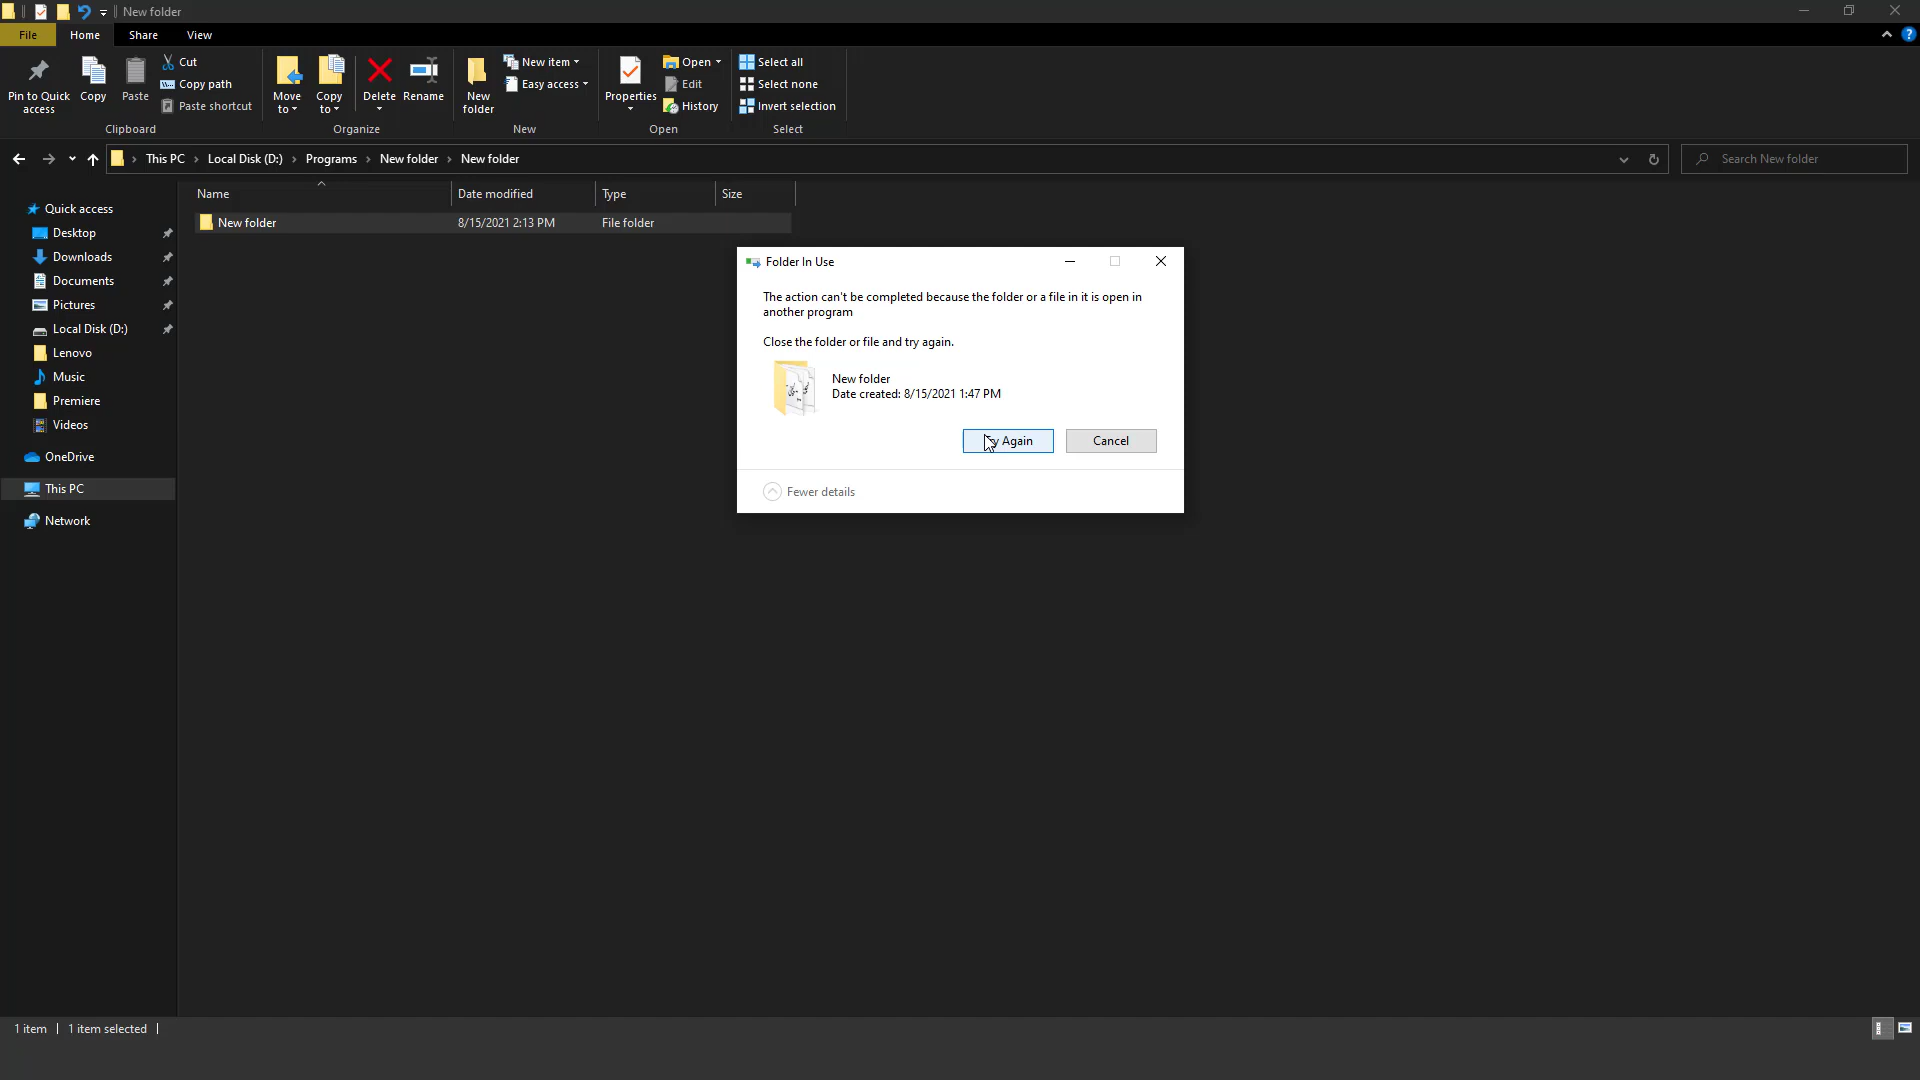 New folder
File
Home
Share
View
Pin to Quick
access
Copy
Paste
Cut
Copy path
Paste shortcut
Clipboard
Move
to
Copy
to
Delete
Rename
Organize
New
folder
New item
Easy access
New
Properties
Open
Edit
History
Open
Select all
Select none
Invert selection
Select
This PC
Local Disk (D:)
Programs
New folder
New folder
Search New folder
Name
Date modified
Type
Size
New folder
8/15/2021 2:13 PM
File folder
Quick access
Desktop
Downloads
Documents
Pictures
Local Disk (D:)
Lenovo
Music
Premiere
Videos
OneDrive
This PC
Network
Folder In Use
The action can't be completed because the folder or a file in it is open in
another program
Close the folder or file and try again.
New folder
Date created: 8/15/2021 1:47 PM
Again
Cancel
Fewer details
1 item
1 item selected